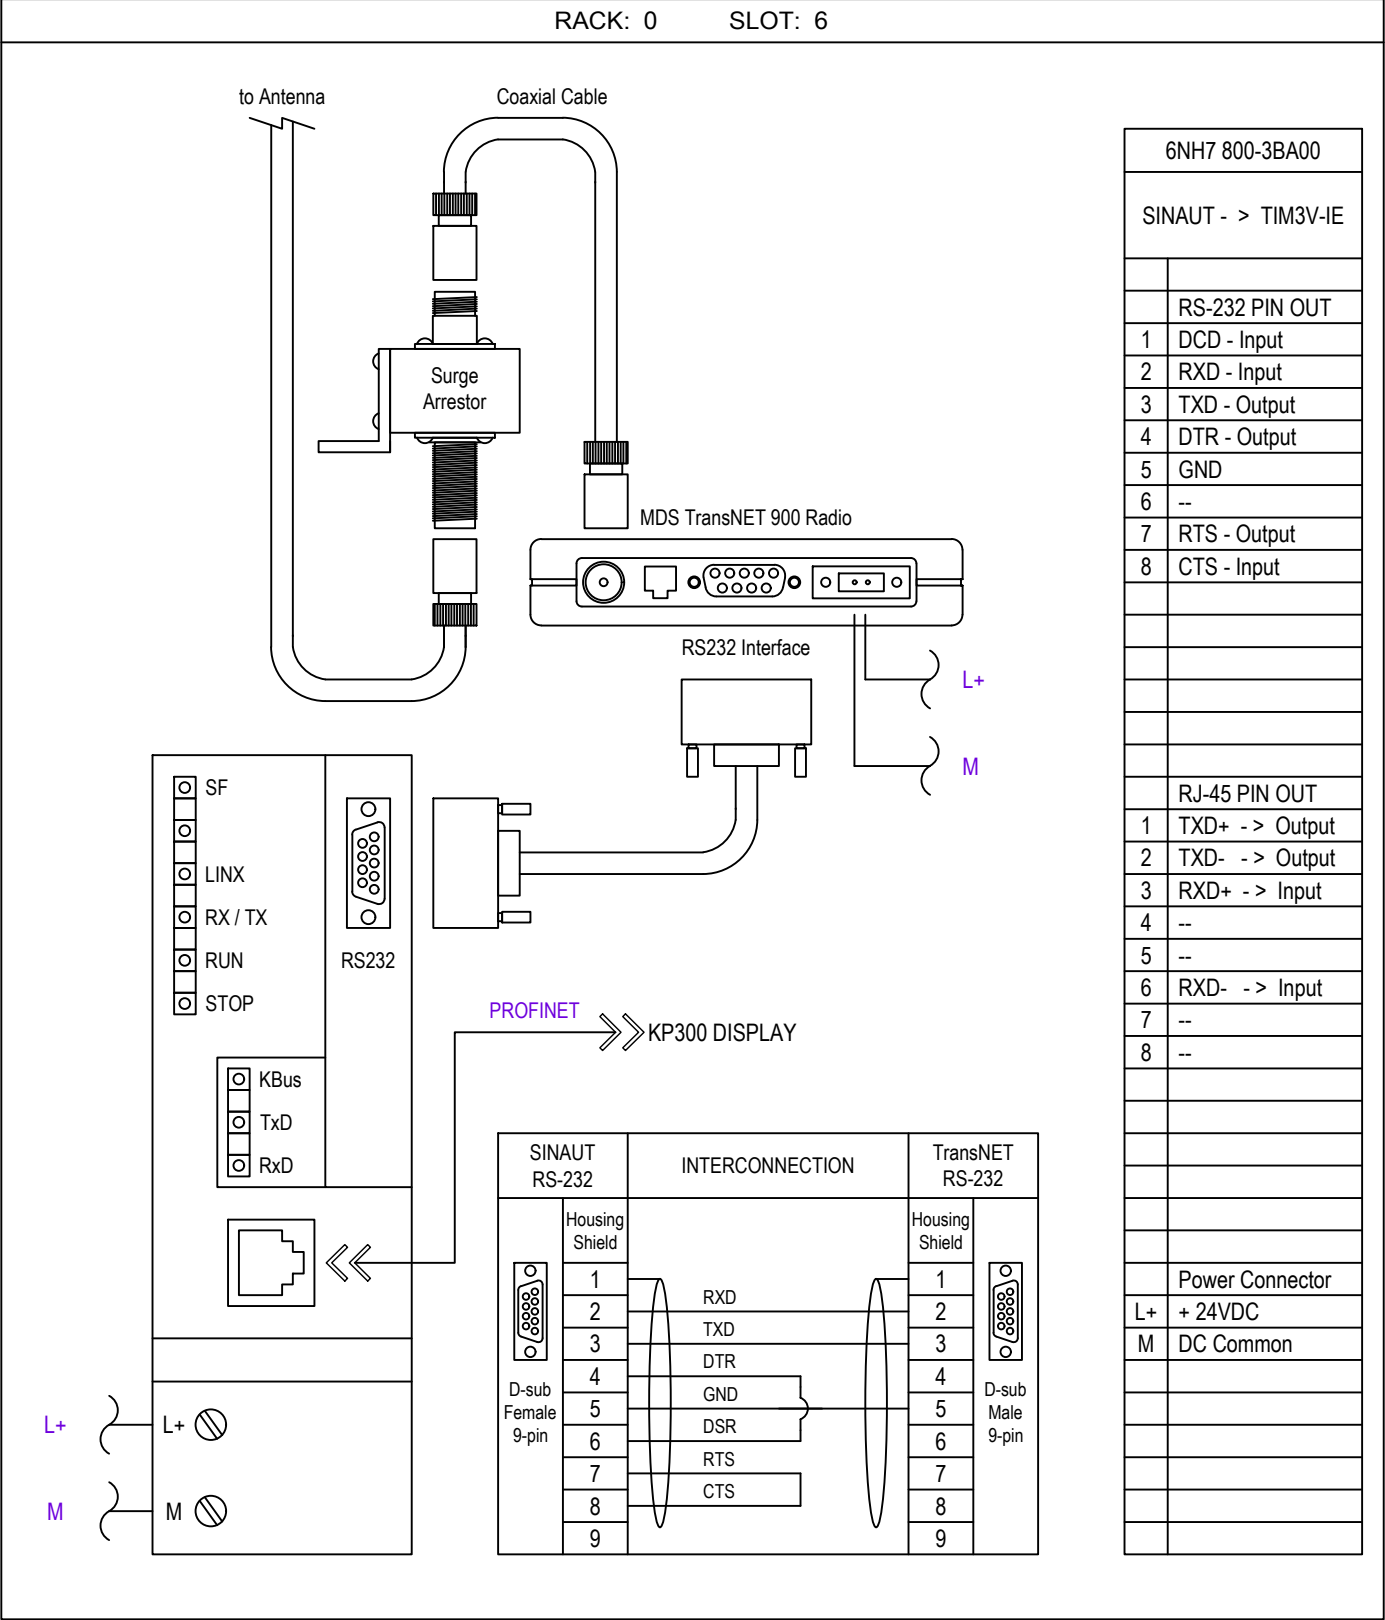 RACK: 0 SLOT: 6
to Antenna
Coaxial Cable
Surge
Arrestor
MDS TransNET 900 Radio
RS232 Interface
L+
M
SF
LINX
RX / TX
RUN
STOP
RS232
KBus
TxD
RxD
PROFINET
KP300 DISPLAY
L+
L+
M
M
SINAUT
RS-232
INTERCONNECTION
TransNET
RS-232
Housing
Shield
Housing
Shield
1 1
RXD
2 2
TXD
3 3
DTR
4 4
GND
5 5
DSR
6 6
RTS
7 7
CTS
8 8
9 9
D-sub
Female
9-pin
D-sub
Male
9-pin
6NH7 800-3BA00
SINAUT - > TIM3V-IE
RS-232 PIN OUT
1 DCD - Input
2 RXD - Input
3 TXD - Output
4 DTR - Output
5 GND
6 --
7 RTS - Output
8 CTS - Input
RJ-45 PIN OUT
1 TXD+ - > Output
2 TXD- - > Output
3 RXD+ - > Input
4 --
5 --
6 RXD- - > Input
7 --
8 --
Power Connector
L+ + 24VDC
M DC Common